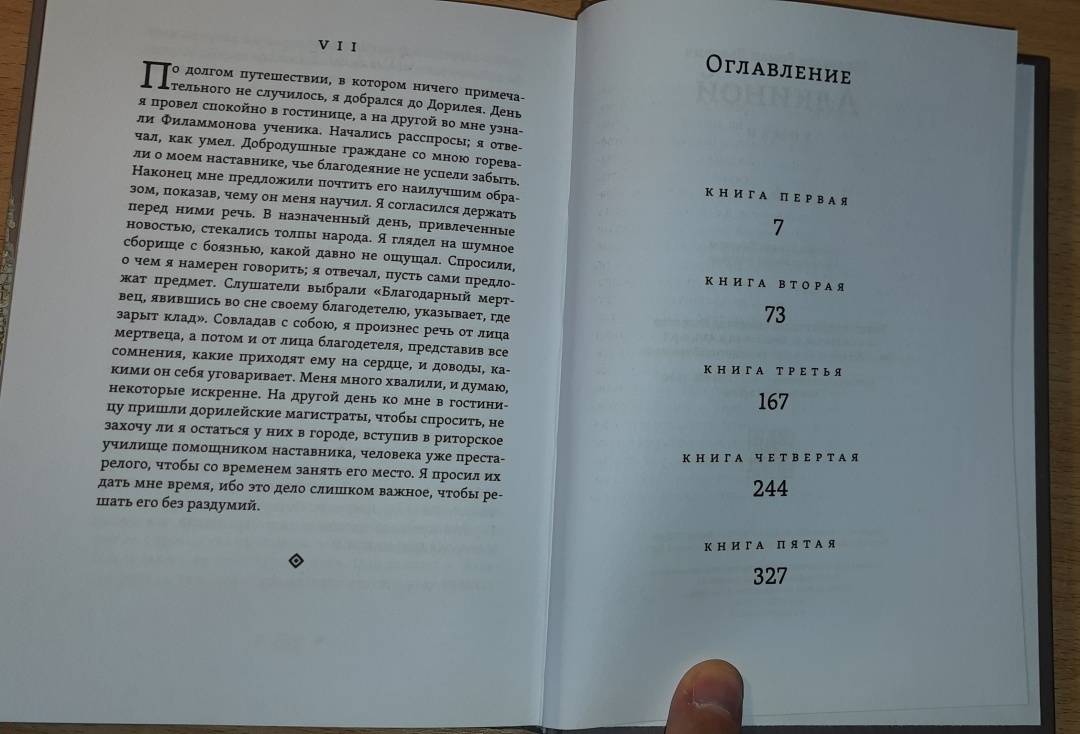 VII
По долгом путешествии, в котором ничего примеча-
тельного не случилось, я добрался до Дорилея. День
я провел спокойно в гостинице, а на другой во мне узна-
ли Филаммонова ученика. Начались расспросы; я отве-
чал, как умел. Добродушные граждане со мною горева-
ли о моем наставнике, чье благодеяние не успели забыть.
Наконец мне предложили почтить его наилучшим обра-
зом, показав, чему он меня научил. Я согласился держать
перед ними речь. В назначенный день, привлеченные
новостью, стекались толпы народа. Я глядел на шумное
сборище с боязнью, какой давно не ощущал. Спросили,
о чем я намерен говорить; я отвечал, пусть сами предло-
жат предмет. Слушатели выбрали «Благодарный мерт-
вец, явившись во сне своему благодетелю, указывает, где
зарыт клад». Совладав с собою, я произнес речь от лица
мертвеца, а потом и от лица благодетеля, представив все
сомнения, какие приходят ему на сердце, и доводы, ка-
кими он себя уговаривает. Меня много хвалили, и думаю,
некоторые искренне. На другой день ко мне в гостини-
цу пришли дорилейские магистраты, чтобы спросить, не
захочу ли я остаться у них в городе, вступив в риторское
училище помощником наставника, человека уже преста-
релого, чтобы со временем занять его место. Я просил их
дать мне время, ибо это дело слишком важное, чтобы ре-
шать его без раздумий.
Оглавление
КНИГА ПЕРВАЯ
7
КНИГА ВТОРАЯ
73
КНИГА ТРЕТЬЯ
167
КНИГА ЧЕТВЕРТАЯ
244
КНИГА ПЯТАЯ
327